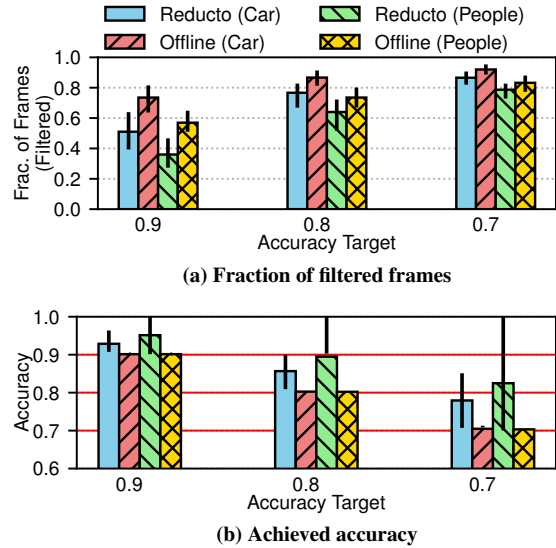 Reducto (Car) Reducto (People)
Offline (Car) Offline (People)
Frac. of Frames
(Filtered)
1.0
0.8
0.6
0.4
0.2
0.0
0.9 0.8 0.7
Accuracy Target
(a) Fraction of filtered frames
Accuracy
1.0
0.9
0.8
0.7
0.6
0.9 0.8 0.7
Accuracy Target
(b) Achieved accuracy